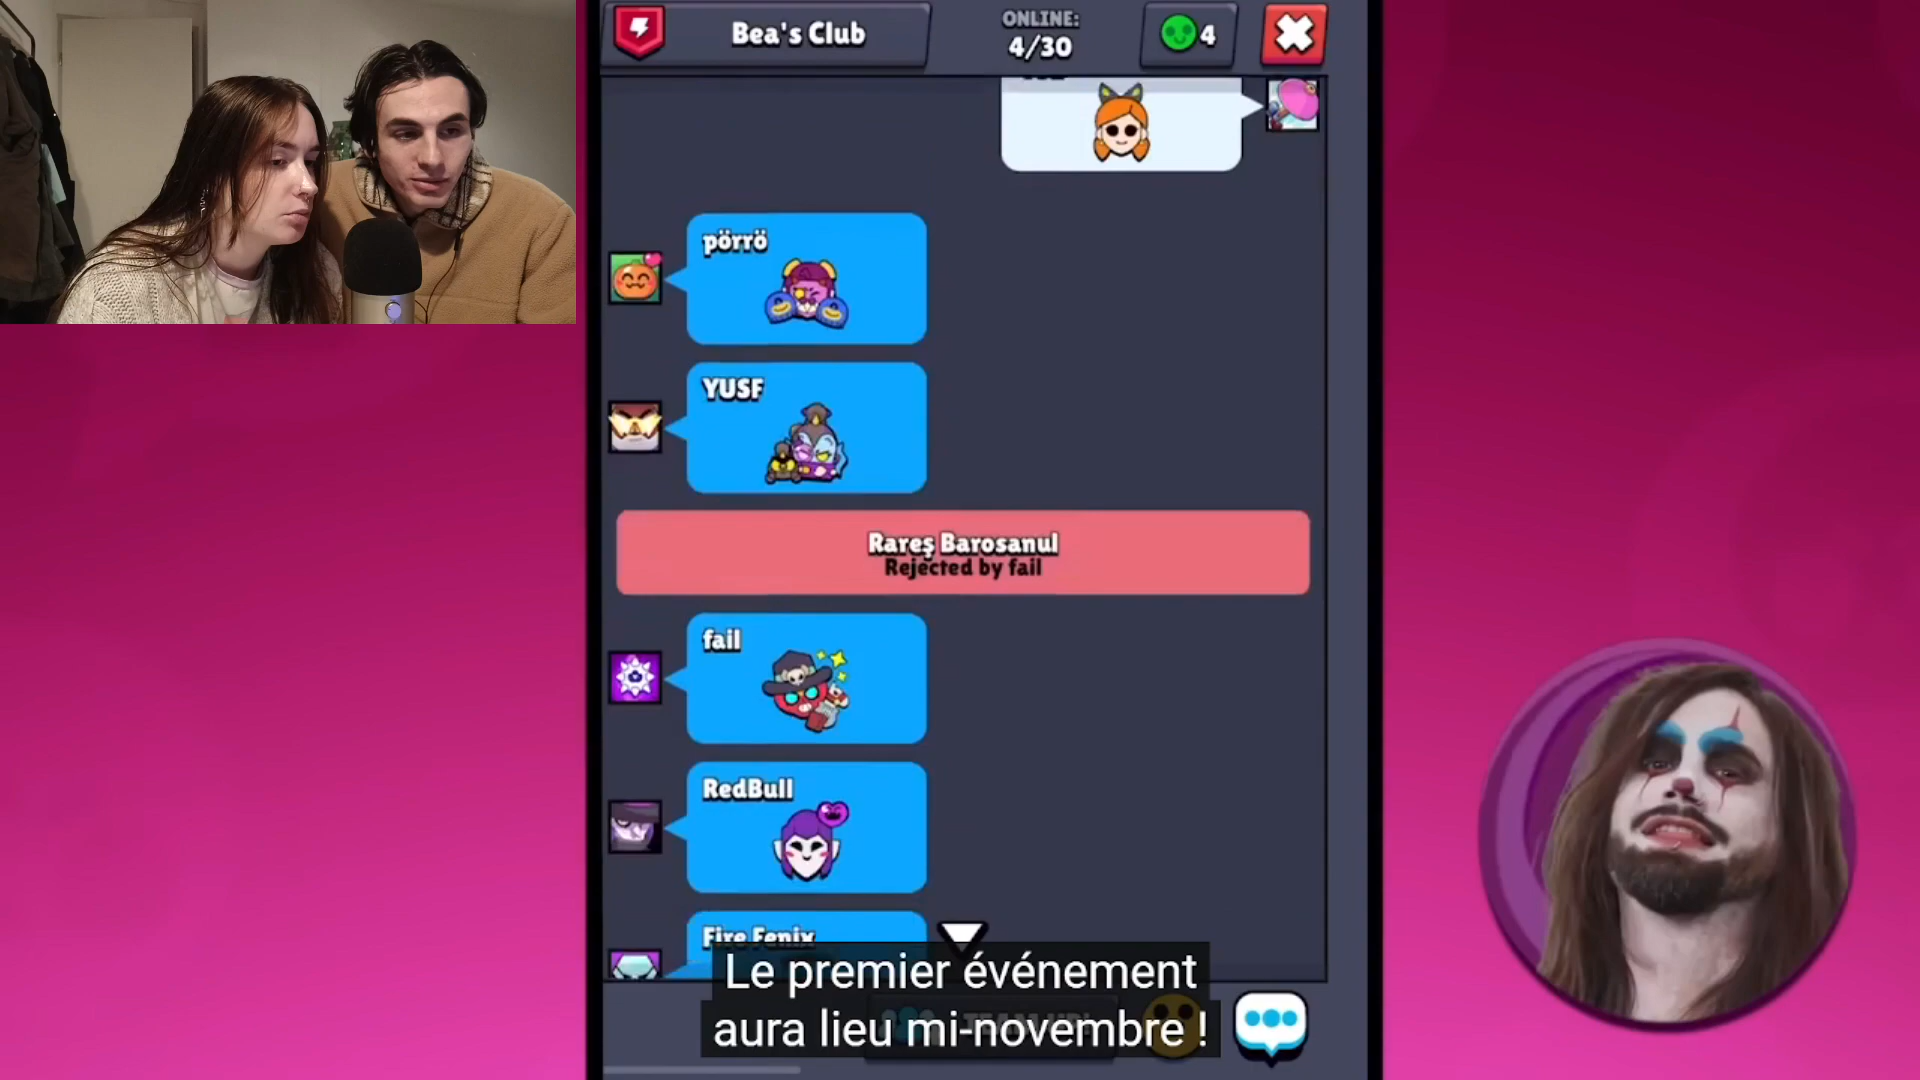 Bea's Club
ONLINE:
4/30
4
pörrö
YUSF
Rareş Barosanul
Rejected by fail
fail
RedBull
Fire Fenix
Le premier événement
aura lieu mi-novembre !